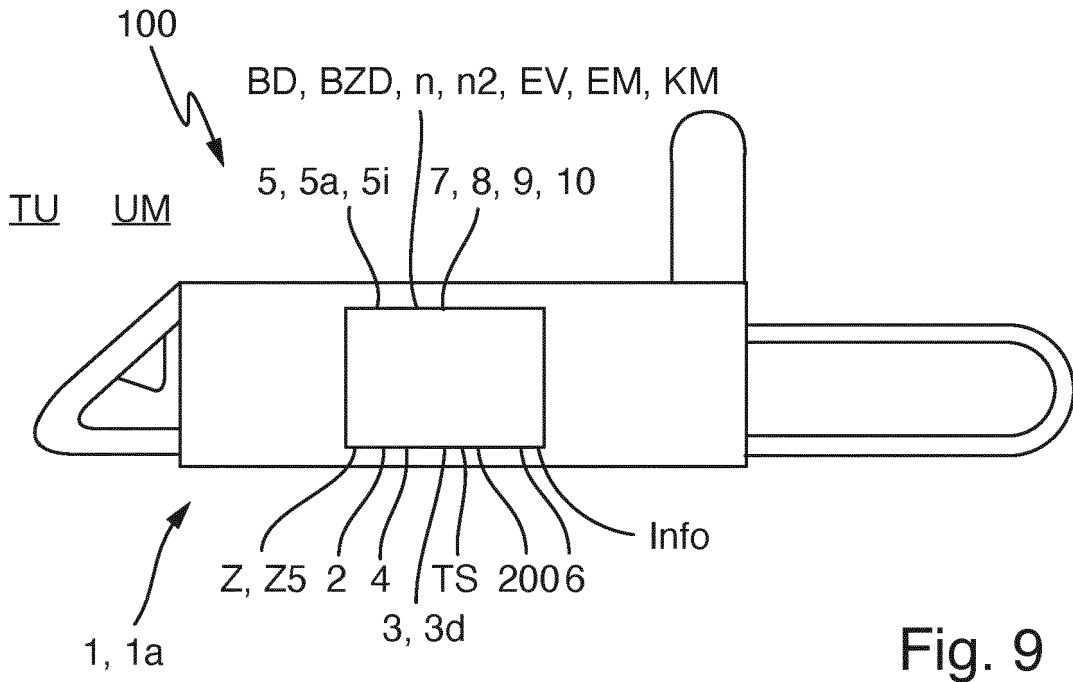 100
BD, BZD, n, n2, EV, EM, KM
5, 5a, 5i 7, 8, 9, 10
TU UM
Info
Z, Z5 2 4 TS 200 6
3, 3d
1, 1a
Fig. 9